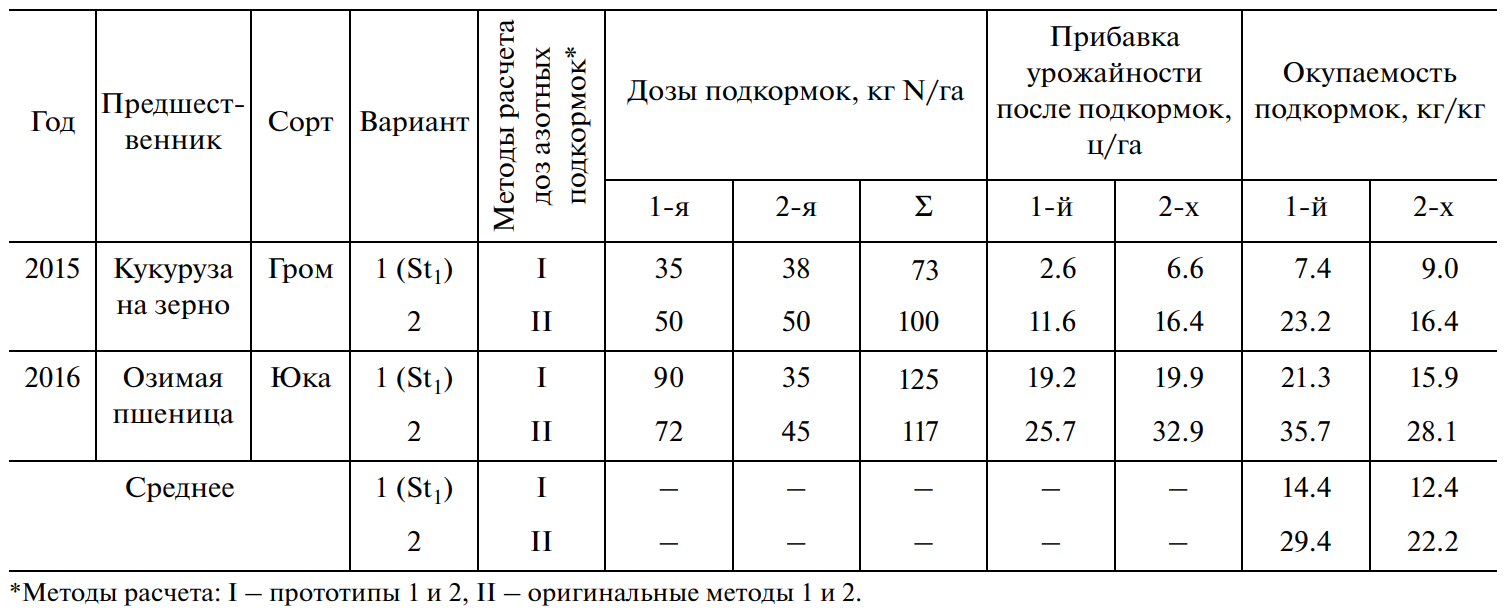 Год
Предшест-
венник
Сорт
Вариант
Методы расчета
доз азотных
подкормок*
Дозы подкормок, кг N/га
Прибавка
урожайности
после подкормок,
ц/га
Окупаемость
подкормок, кг/кг
1-я 2-я Σ 1-й 2-х 1-й 2-х
2015 Кукуруза Гром 1 (St₁) I 35 38 73 2.6 6.6 7.4 9.0
на зерно 2 II 50 50 100 11.6 16.4 23.2 16.4
2016 Озимая Юка 1 (St₁) I 90 35 125 19.2 19.9 21.3 15.9
пшеница 2 II 72 45 117 25.7 32.9 35.7 28.1
Среднее 1 (St₁) I – – – – – 14.4 12.4
2 II – – – – – 29.4 22.2
*Методы расчета: I – прототипы 1 и 2, II – оригинальные методы 1 и 2.